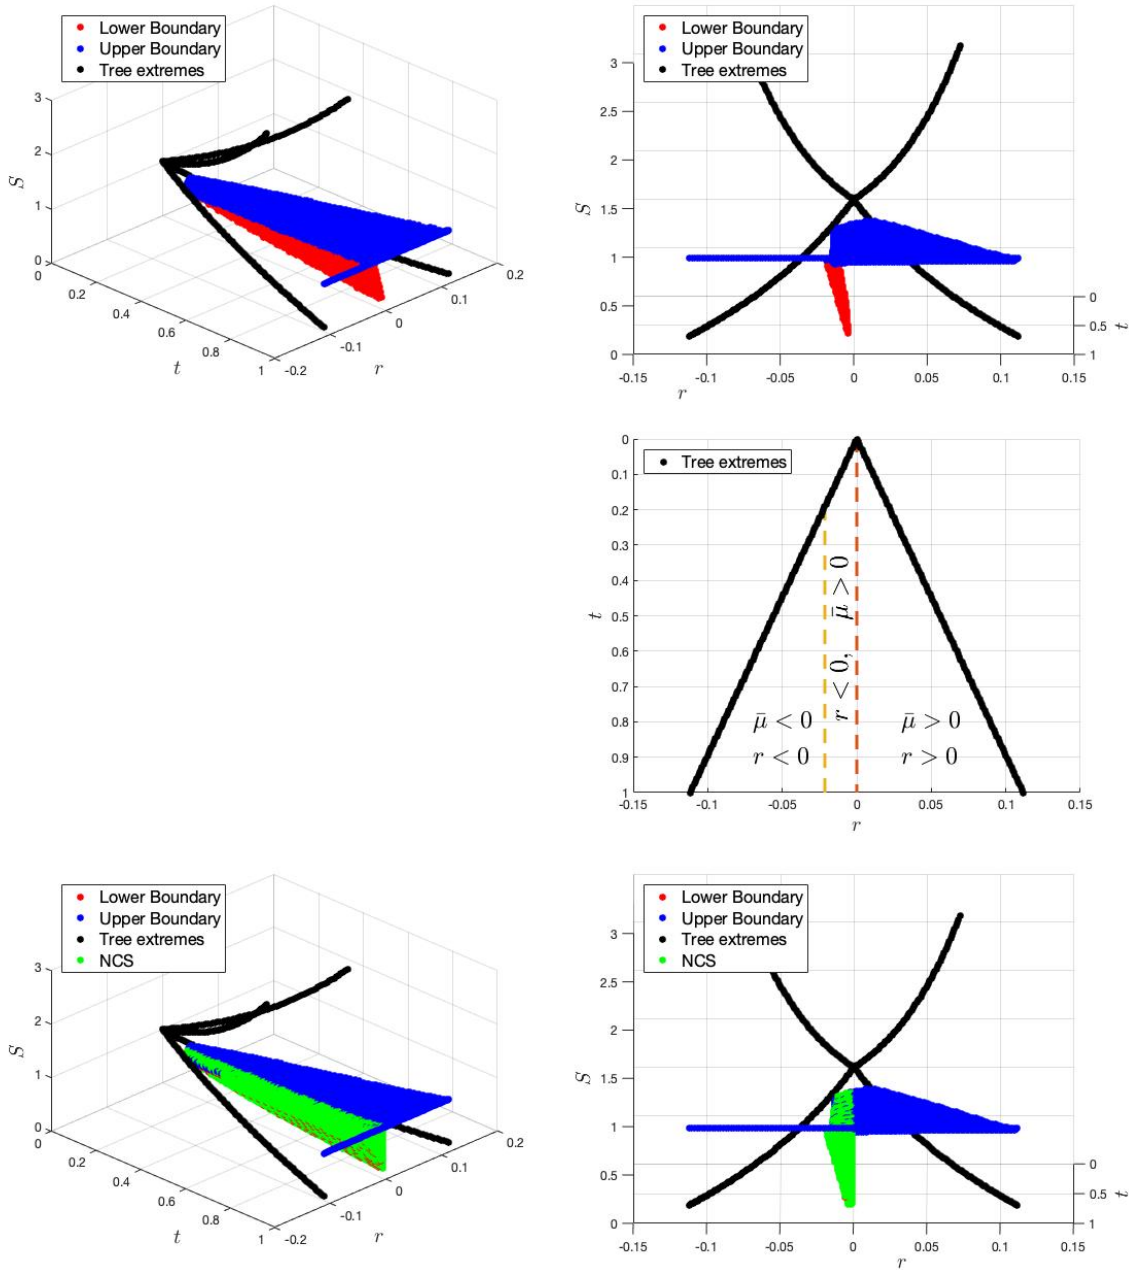 Lower Boundary
Upper Boundary
Tree extremes
3
2
1
0
S
0
0.2
0.4
0.6
0.8
1
t
-0.2
-0.1
0
0.1
0.2
r
Lower Boundary
Upper Boundary
Tree extremes
3
2.5
2
1.5
1
0.5
0
S
0
0.5
1
t
-0.15
-0.1
-0.05
0
0.05
0.1
0.15
r
Tree extremes
0
0.1
0.2
0.3
0.4
0.5
0.6
0.7
0.8
0.9
1
t
r < 0, μ̄ > 0
μ̄ < 0
r < 0
μ̄ > 0
r > 0
-0.15
-0.1
-0.05
0
0.05
0.1
0.15
r
Lower Boundary
Upper Boundary
Tree extremes
NCS
3
2
1
0
S
0
0.2
0.4
0.6
0.8
1
t
-0.2
-0.1
0
0.1
0.2
r
Lower Boundary
Upper Boundary
Tree extremes
NCS
3
2.5
2
1.5
1
0.5
0
S
0
0.5
1
t
-0.15
-0.1
-0.05
0
0.05
0.1
0.15
r